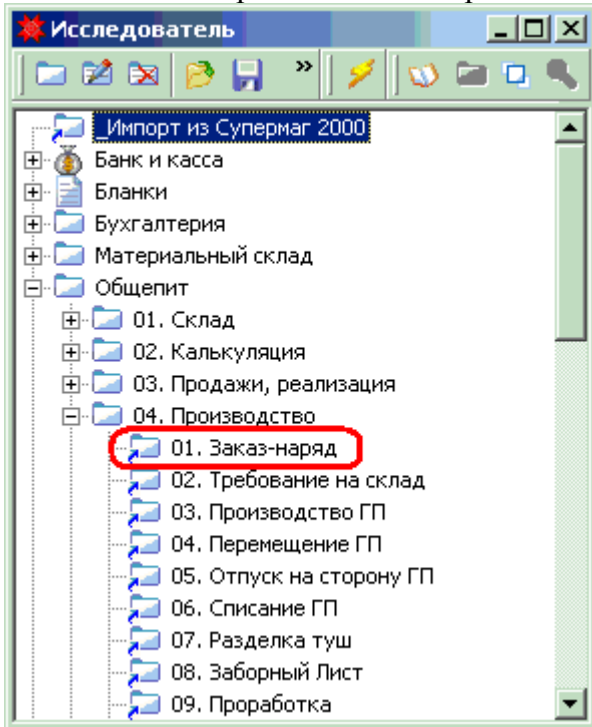 Исследователь
_Импорт из Супермаг 2000
Банк и касса
Бланки
Бухгалтерия
Материальный склад
Общепит
01. Склад
02. Калькуляция
03. Продажи, реализация
04. Производство
01. Заказ-наряд
02. Требование на склад
03. Производство ГП
04. Перемещение ГП
05. Отпуск на сторону ГП
06. Списание ГП
07. Разделка туш
08. Заборный Лист
09. Проработка